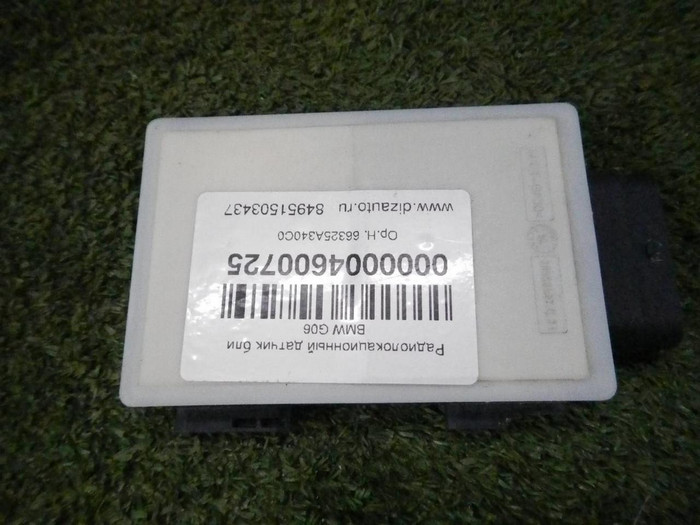 Радиолокационный датчик бли
BMW G06
0000004600725
Ор.Н. 66325A340C0
www.dizauto.ru 84951503437